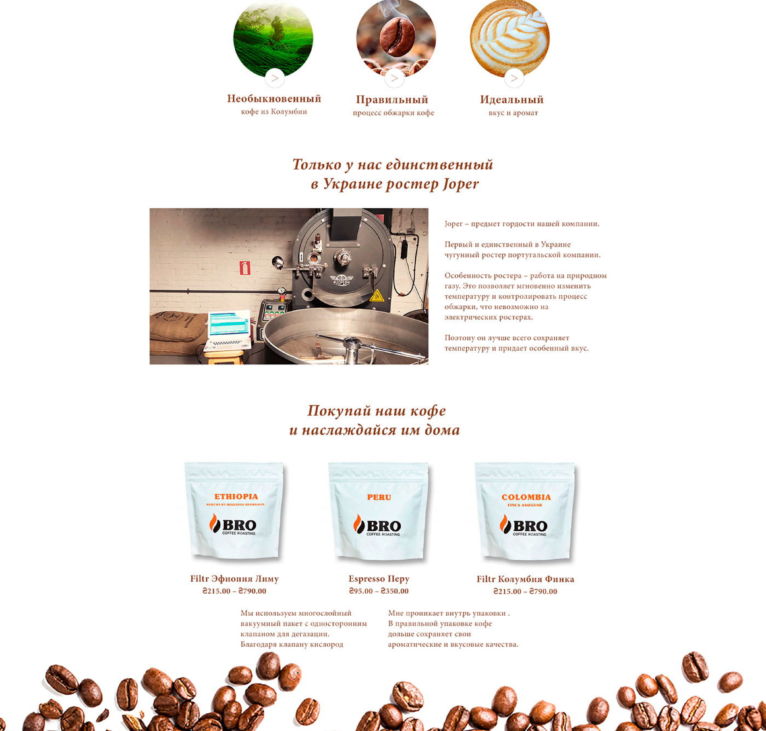 Необыкновенный
кофе из Колумбии
Правильный
процесс обжарки кофе
Идеальный
вкус и аромат
Только у нас единственный
в Украине ростер Joper
Joper – предмет гордости нашей компании.
Первый и единственный в Украине
чугунный ростер португальской компании.
Особенность ростера – работа на природном
газу. Это позволяет мгновенно изменить
температуру и контролировать процесс
обжарки, что невозможно на
электрических ростерах.
Поэтому он лучше всего сохраняет
температуру и придает особенный вкус.
Покупай наш кофе
и наслаждайся им дома
ETHIOPIA
BRO
COFFEE ROASTING
PERU
BRO
COFFEE ROASTING
COLOMBIA
BRO
COFFEE ROASTING
Filtr Эфиопия Лиму
₴215.00 – ₴790.00
Espresso Перу
₴95.00 – ₴350.00
Filtr Колумбия Финка
₴215.00 – ₴790.00
Мы используем многослойный
вакуумный пакет с односторонним
клапаном для дегазации.
Благодаря клапану кислород
Мне проникает внутрь упаковки .
В правильной упаковке кофе
дольше сохраняет свои
ароматические и вкусовые качества.